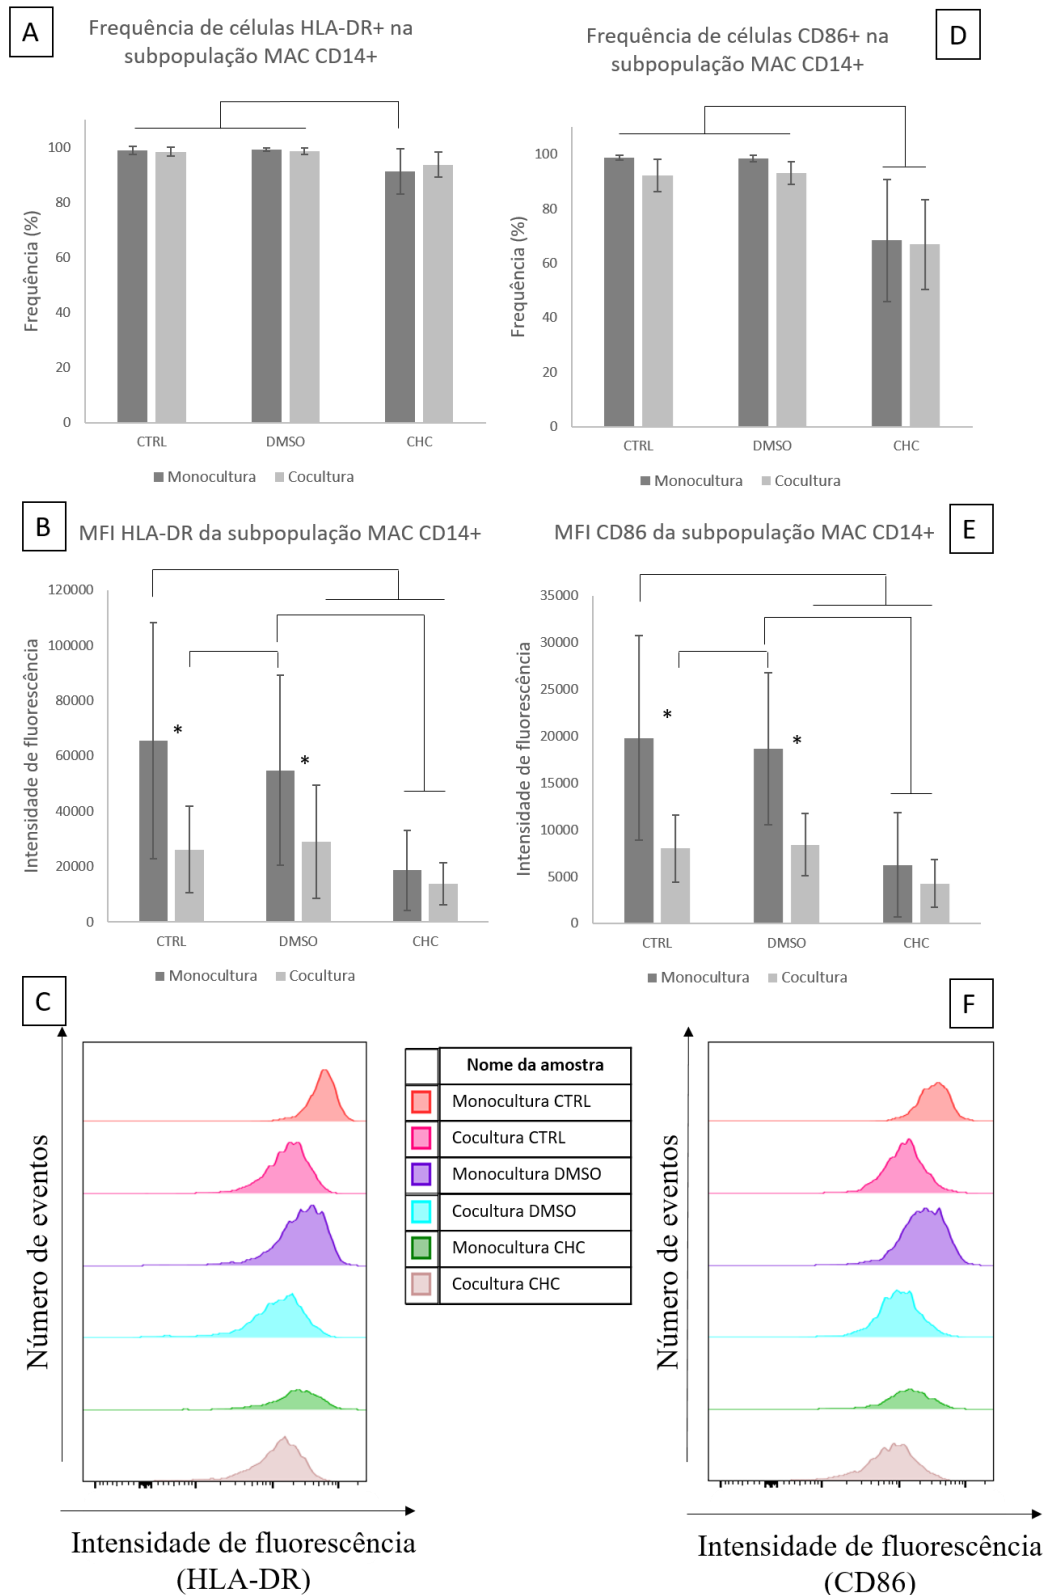 A
Frequência de células HLA-DR+ na
subpopulação MAC CD14+
Frequência (%)
100
80
60
40
20
0
CTRL
DMSO
CHC
Monocultura
Cocultura
D
Frequência de células CD86+ na
subpopulação MAC CD14+
Frequência (%)
100
80
60
40
20
0
CTRL
DMSO
CHC
Monocultura
Cocultura
B
MFI HLA-DR da subpopulação MAC CD14+
Intensidade de fluorescência
120000
100000
80000
60000
40000
20000
0
*
*
CTRL
DMSO
CHC
Monocultura
Cocultura
E
MFI CD86 da subpopulação MAC CD14+
Intensidade de fluorescência
35000
30000
25000
20000
15000
10000
5000
0
*
*
CTRL
DMSO
CHC
Monocultura
Cocultura
C
Número de eventos
Intensidade de fluorescência
(HLA-DR)
Nome da amostra
Monocultura CTRL
Cocultura CTRL
Monocultura DMSO
Cocultura DMSO
Monocultura CHC
Cocultura CHC
F
Número de eventos
Intensidade de fluorescência
(CD86)